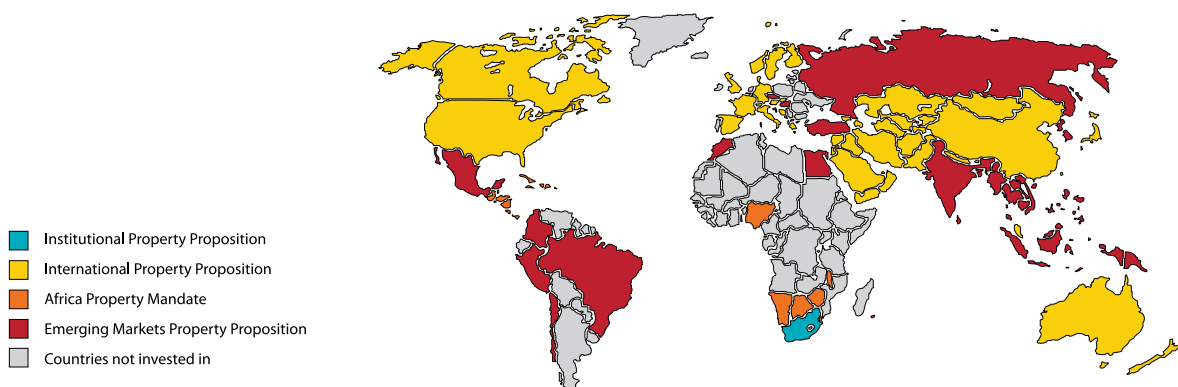 Institutional Property Proposition
International Property Proposition
Africa Property Mandate
Emerging Markets Property Proposition
Countries not invested in